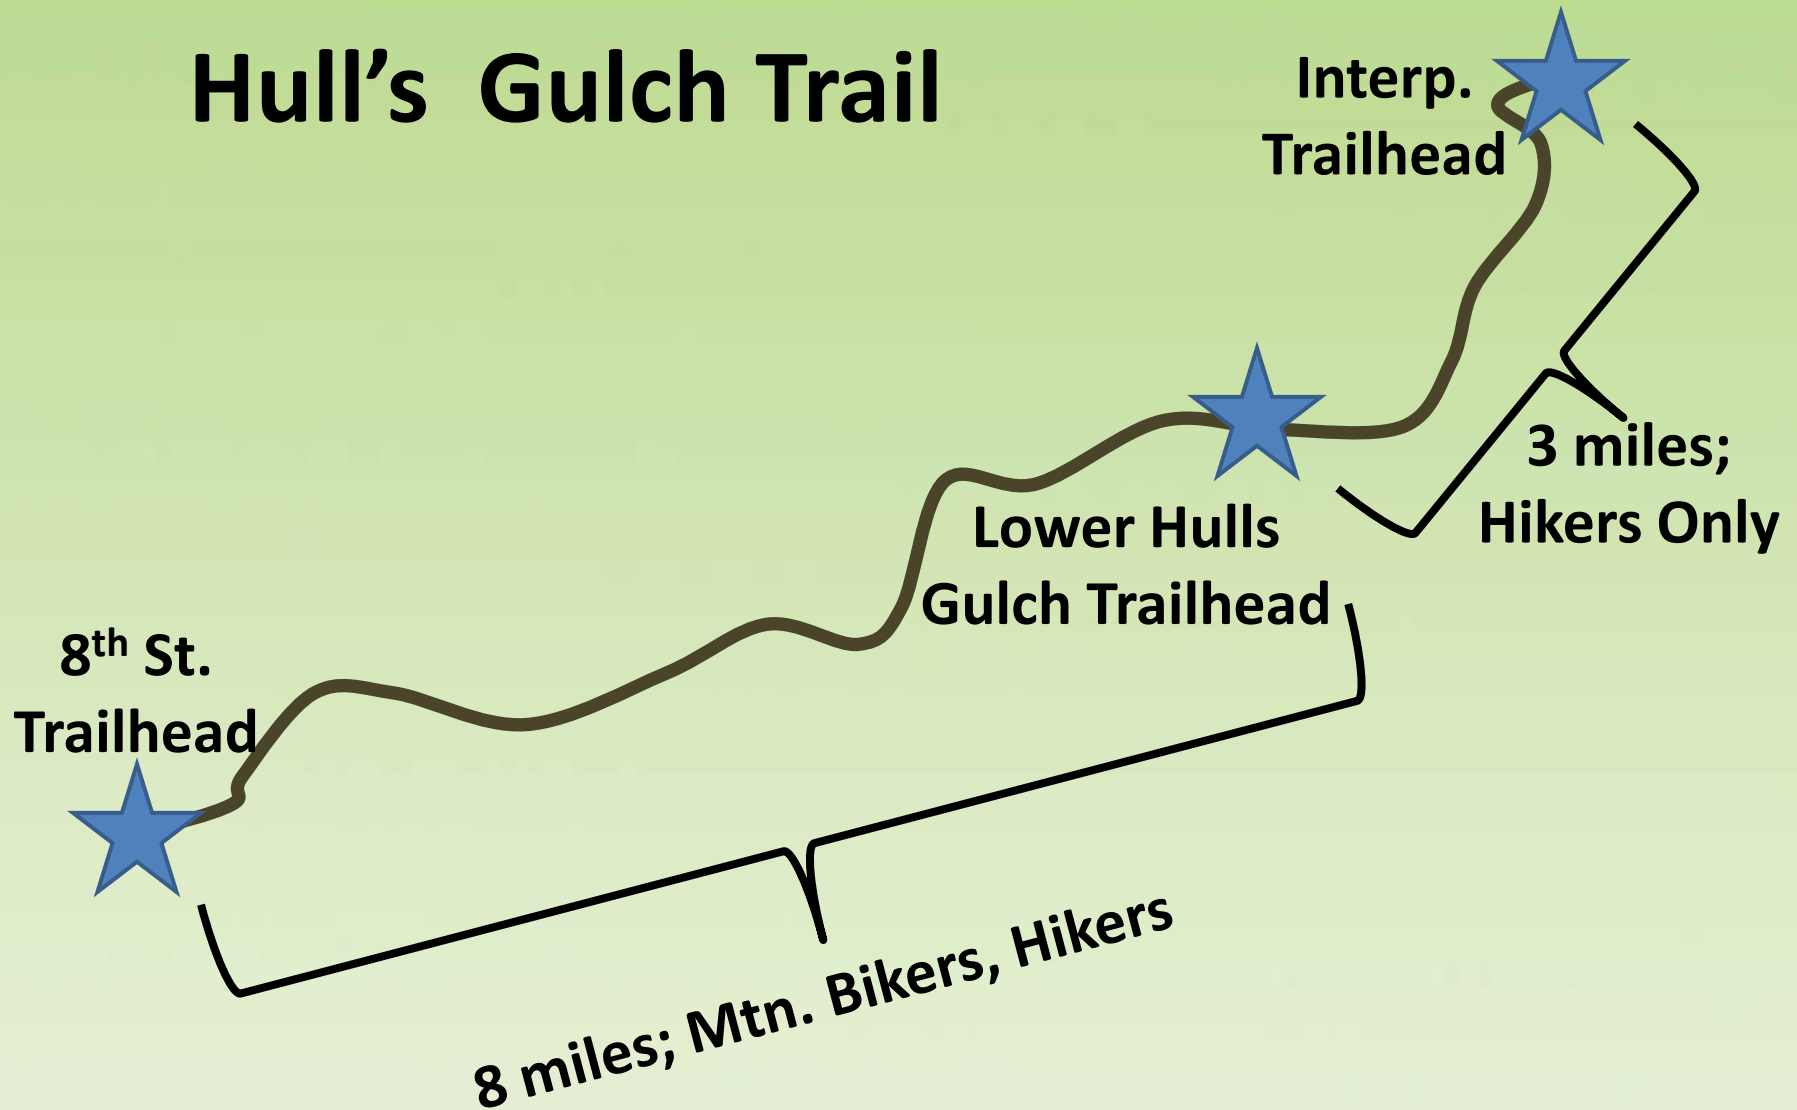 Hull's Gulch Trail
Interp.
Trailhead
3 miles;
Hikers Only
Lower Hulls
Gulch Trailhead
8th St.
Trailhead
8 miles; Mtn. Bikers, Hikers